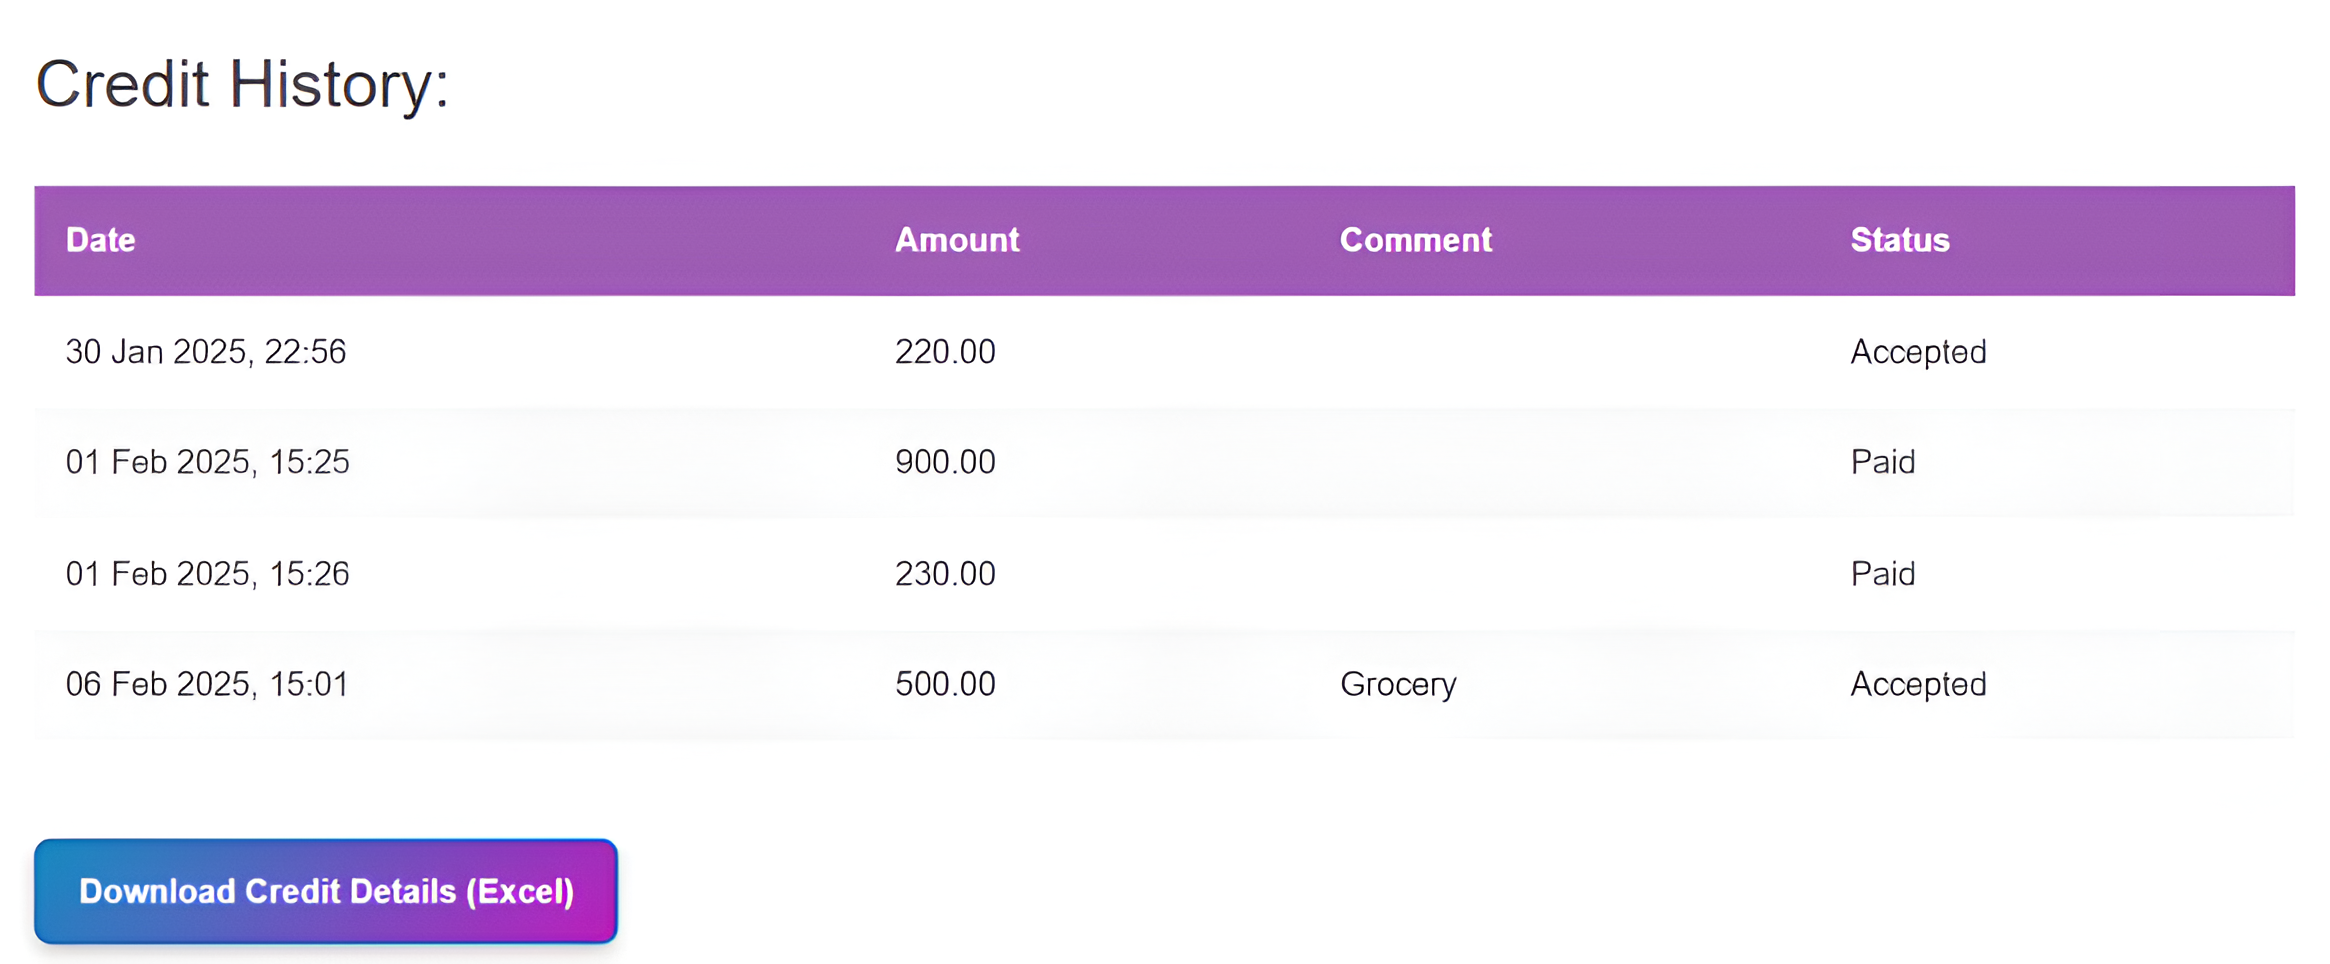 Credit History:
Date Amount Comment Status
30 Jan 2025, 22:56 220.00 Accepted
01 Feb 2025, 15:25 900.00 Paid
01 Feb 2025, 15:26 230.00 Paid
06 Feb 2025, 15:01 500.00 Grocery Accepted
Download Credit Details (Excel)